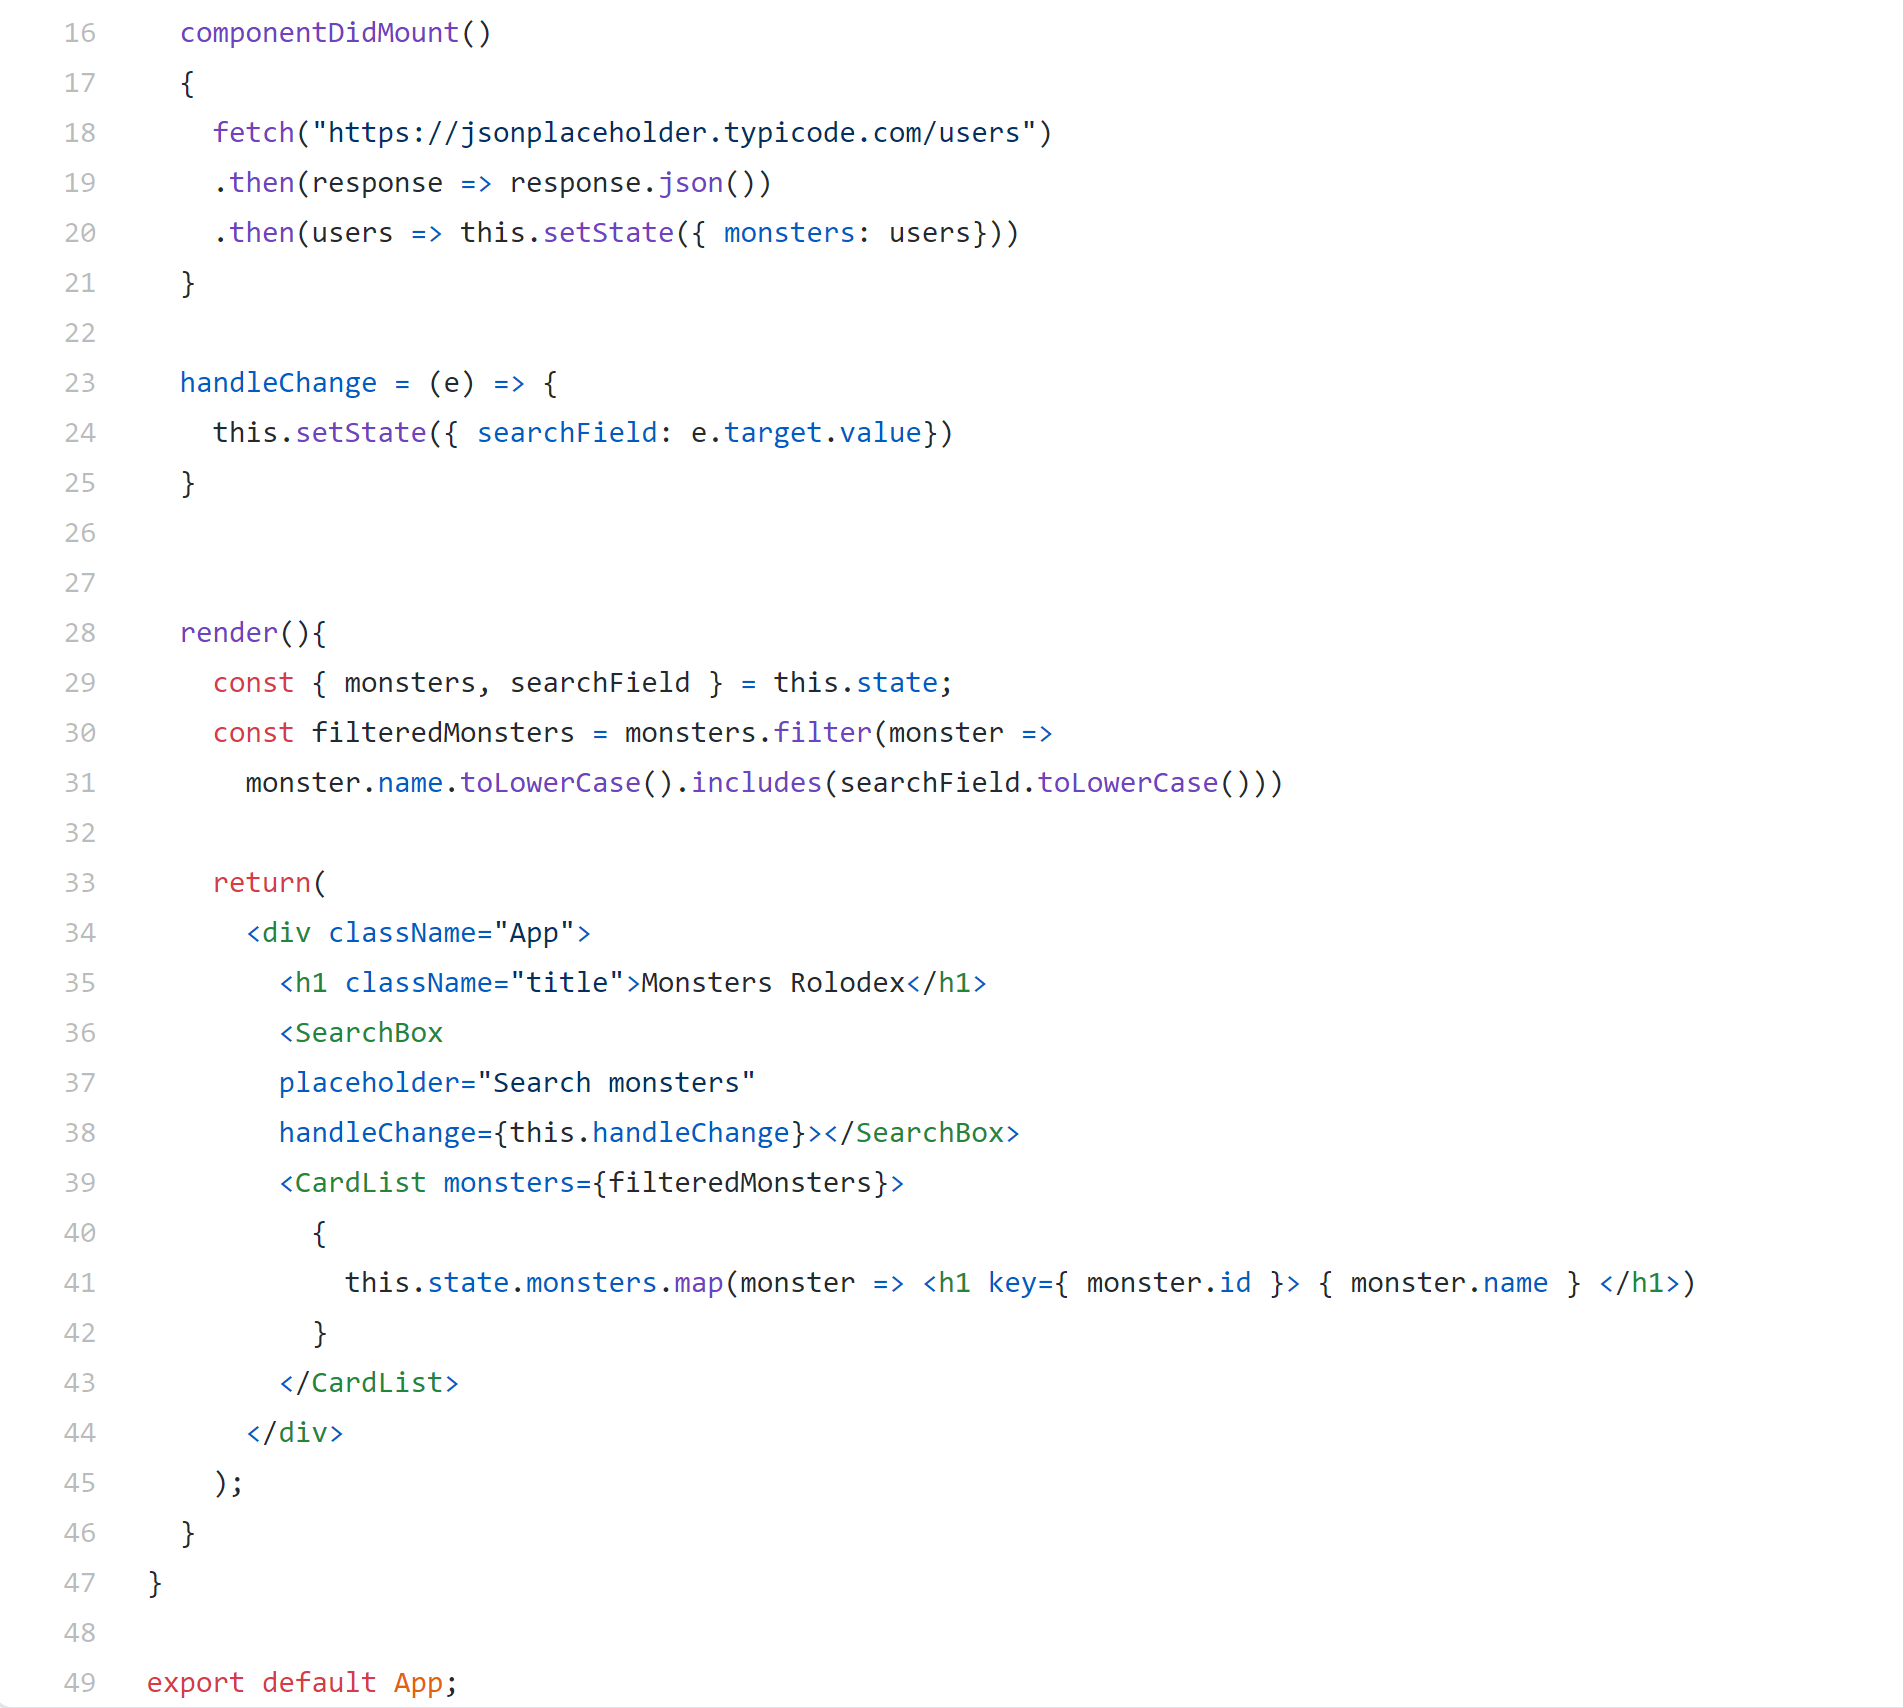 16 componentDidMount()
17 {
18 fetch("https://jsonplaceholder.typicode.com/users")
19 .then(response => response.json())
20 .then(users => this.setState({ monsters: users}))
21 }
22
23 handleChange = (e) => {
24 this.setState({ searchField: e.target.value})
25 }
26
27
28 render(){
29 const { monsters, searchField } = this.state;
30 const filteredMonsters = monsters.filter(monster =>
31 monster.name.toLowerCase().includes(searchField.toLowerCase()))
32
33 return(
34 <div className="App">
35 <h1 className="title">Monsters Rolodex</h1>
36 <SearchBox
37 placeholder="Search monsters"
38 handleChange={this.handleChange}></SearchBox>
39 <CardList monsters={filteredMonsters}>
40 {
41 this.state.monsters.map(monster => <h1 key={ monster.id }> { monster.name } </h1>)
42 }
43 </CardList>
44 </div>
45 );
46 }
47 }
48
49 export default App;